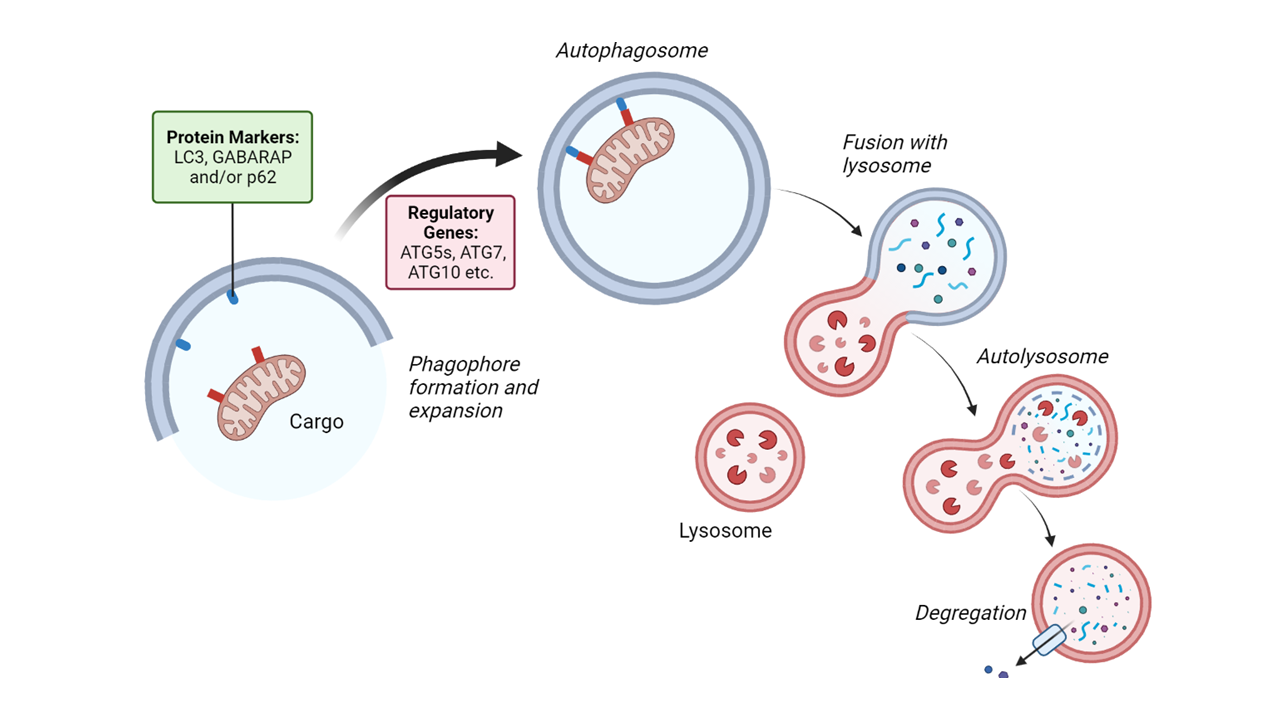 Autophagosome
Protein Markers:
LC3, GABARAP
and/or p62
Regulatory
Genes:
ATG5s, ATG7,
ATG10 etc.
Fusion with
lysosome
Phagophore
formation and
expansion
Cargo
Autolysosome
Lysosome
Degregation